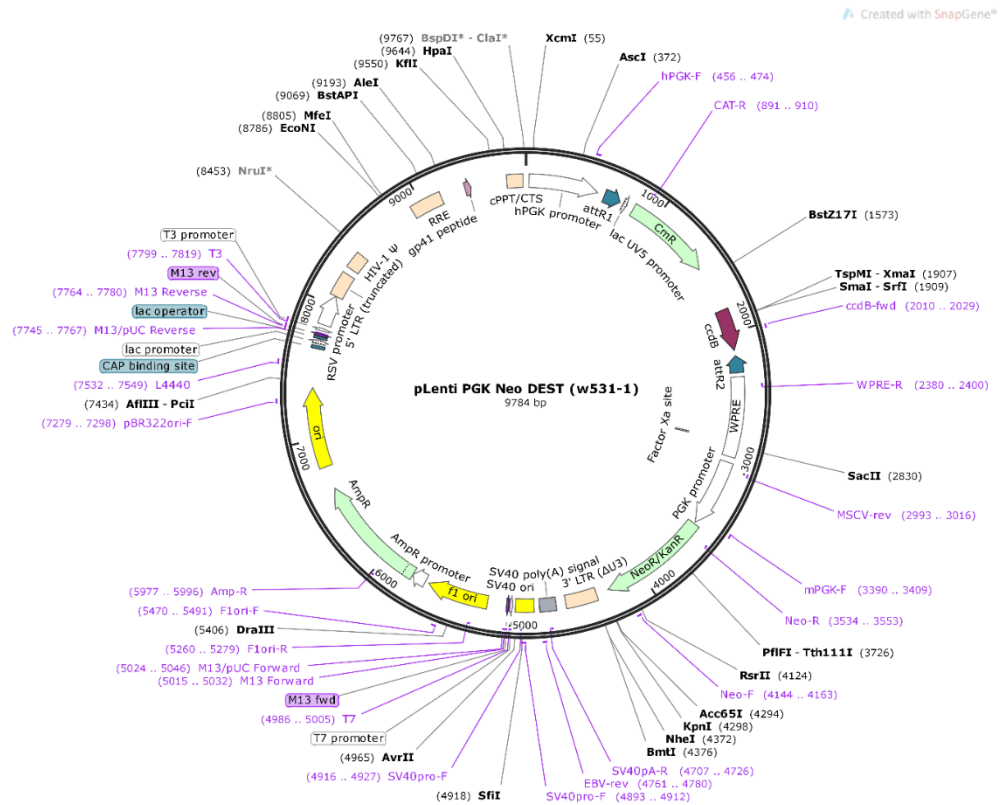 Created with SnapGene®
(9767) BspDI* - ClaI*
(9644) HpaI
(9550) KflI
(9193) AleI
(9069) BstAPI
(8805) MfeI
(8786) EcoNI
(8453) NruI*
XcmI (55)
AscI (372)
hPGK-F (456 .. 474)
CAT-R (891 .. 910)
BstZ17I (1573)
TspMI - XmaI (1907)
SmaI - SrfI (1909)
ccdB-fwd (2010 .. 2029)
WPRE-R (2380 .. 2400)
SacII (2830)
MSCV-rev (2993 .. 3016)
mPGK-F (3390 .. 3409)
Neo-R (3534 .. 3553)
PflFI - Tth111I (3726)
RsrII (4124)
Neo-F (4144 .. 4163)
Acc65I (4294)
KpnI (4298)
NheI (4372)
BmtI (4376)
SV40pA-R (4707 .. 4726)
EBV-rev (4761 .. 4780)
SV40pro-F (4893 .. 4912)
(4918) SfiI
(4916 .. 4927) SV40pro-F
(4965) AvrII
T7 promoter
(4986 .. 5005) T7
M13 fwd
(5015 .. 5032) M13 Forward
(5024 .. 5046) M13/pUC Forward
(5260 .. 5279) F1ori-R
(5406) DraIII
(5470 .. 5491) F1ori-F
(5977 .. 5996) Amp-R
(7279 .. 7298) pBR322ori-F
(7434) AflIII - PciI
(7532 .. 7549) L4440
CAP binding site
lac promoter
(7745 .. 7767) M13/pUC Reverse
lac operator
(7764 .. 7780) M13 Reverse
M13 rev
(7799 .. 7819) T3
T3 promoter
pLenti PGK Neo DEST (w531-1)
9784 bp
cPPT/CTS
hPGK promoter
attR1
lac UV5 promoter
CmR
ccdB
attR2
WPRE
Factor Xa site
PGK promoter
NeoR/KanR
3' LTR (ΔU3)
SV40 poly(A) signal
SV40 ori
f1 ori
AmpR promoter
AmpR
ori
RSV promoter
5' LTR (truncated)
HIV-1 Ψ
RRE
gp41 peptide
1000
2000
3000
4000
5000
6000
7000
8000
9000